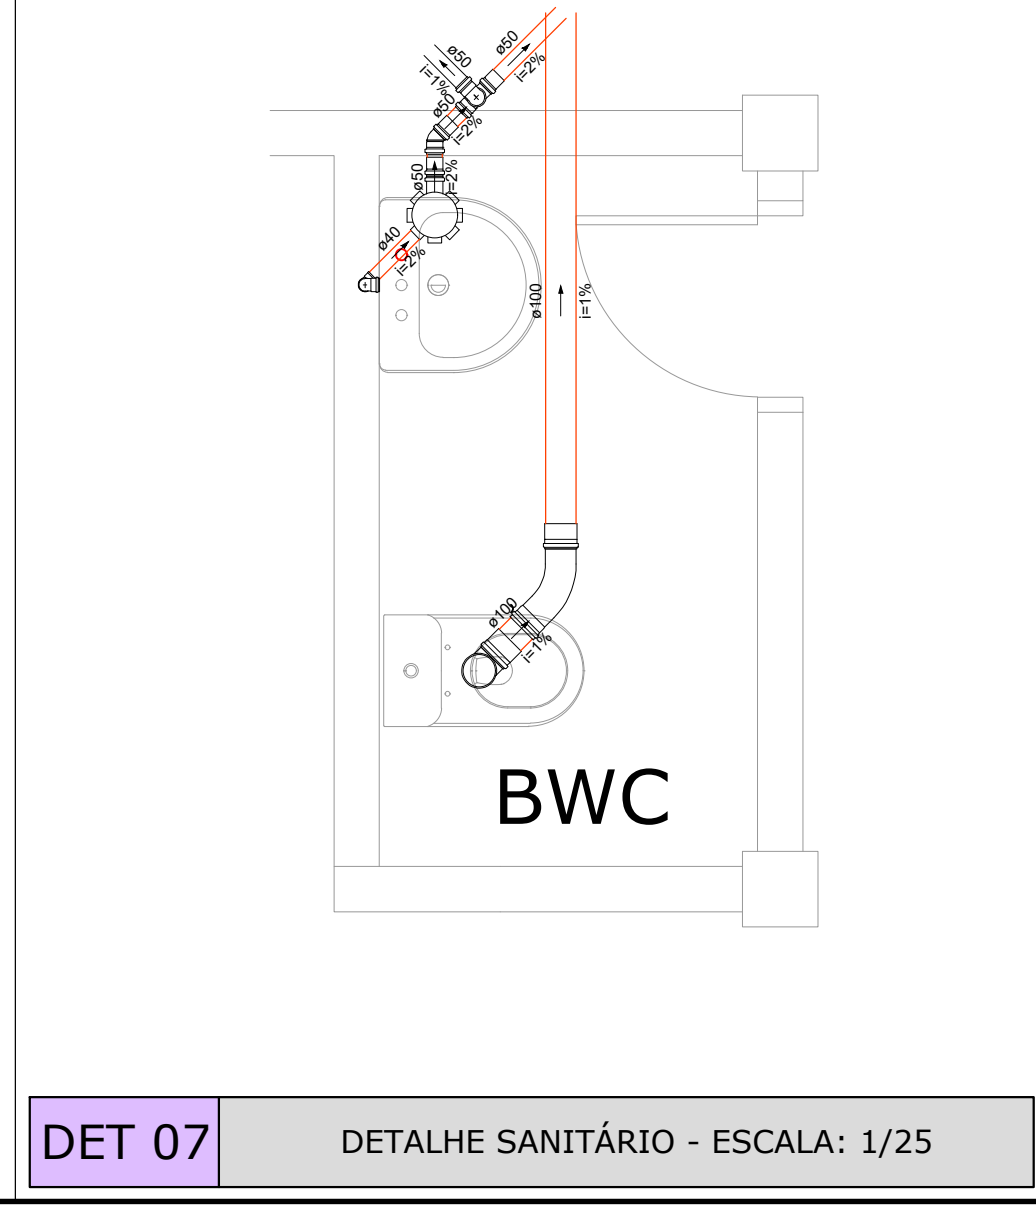 ø50
i=1%
ø50
i=2%
ø50
i=2%
ø50
i=2%
ø40
i=2%
ø100
i=1%
ø100
i=1%
BWC
DET 07
DETALHE SANITÁRIO - ESCALA: 1/25